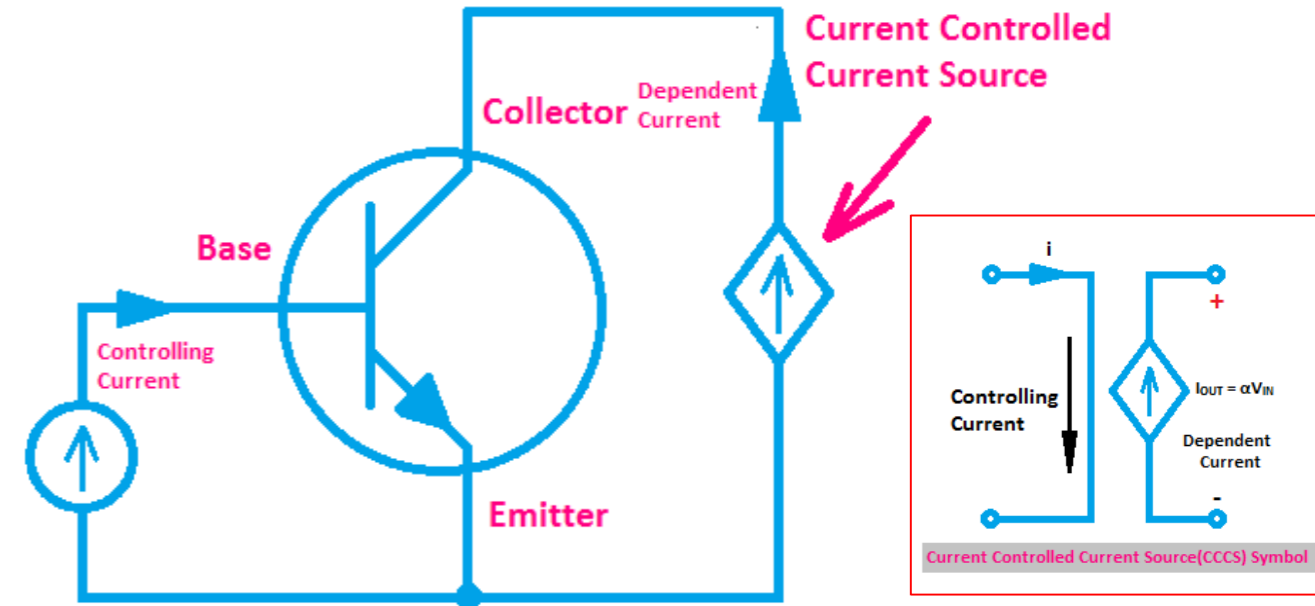 Current Controlled
Current Source
Dependent
Current
Collector
Base
Controlling
Current
Emitter
i
+
Controlling
Current
IOUT = αVIN
Dependent
Current
-
Current Controlled Current Source(CCCS) Symbol